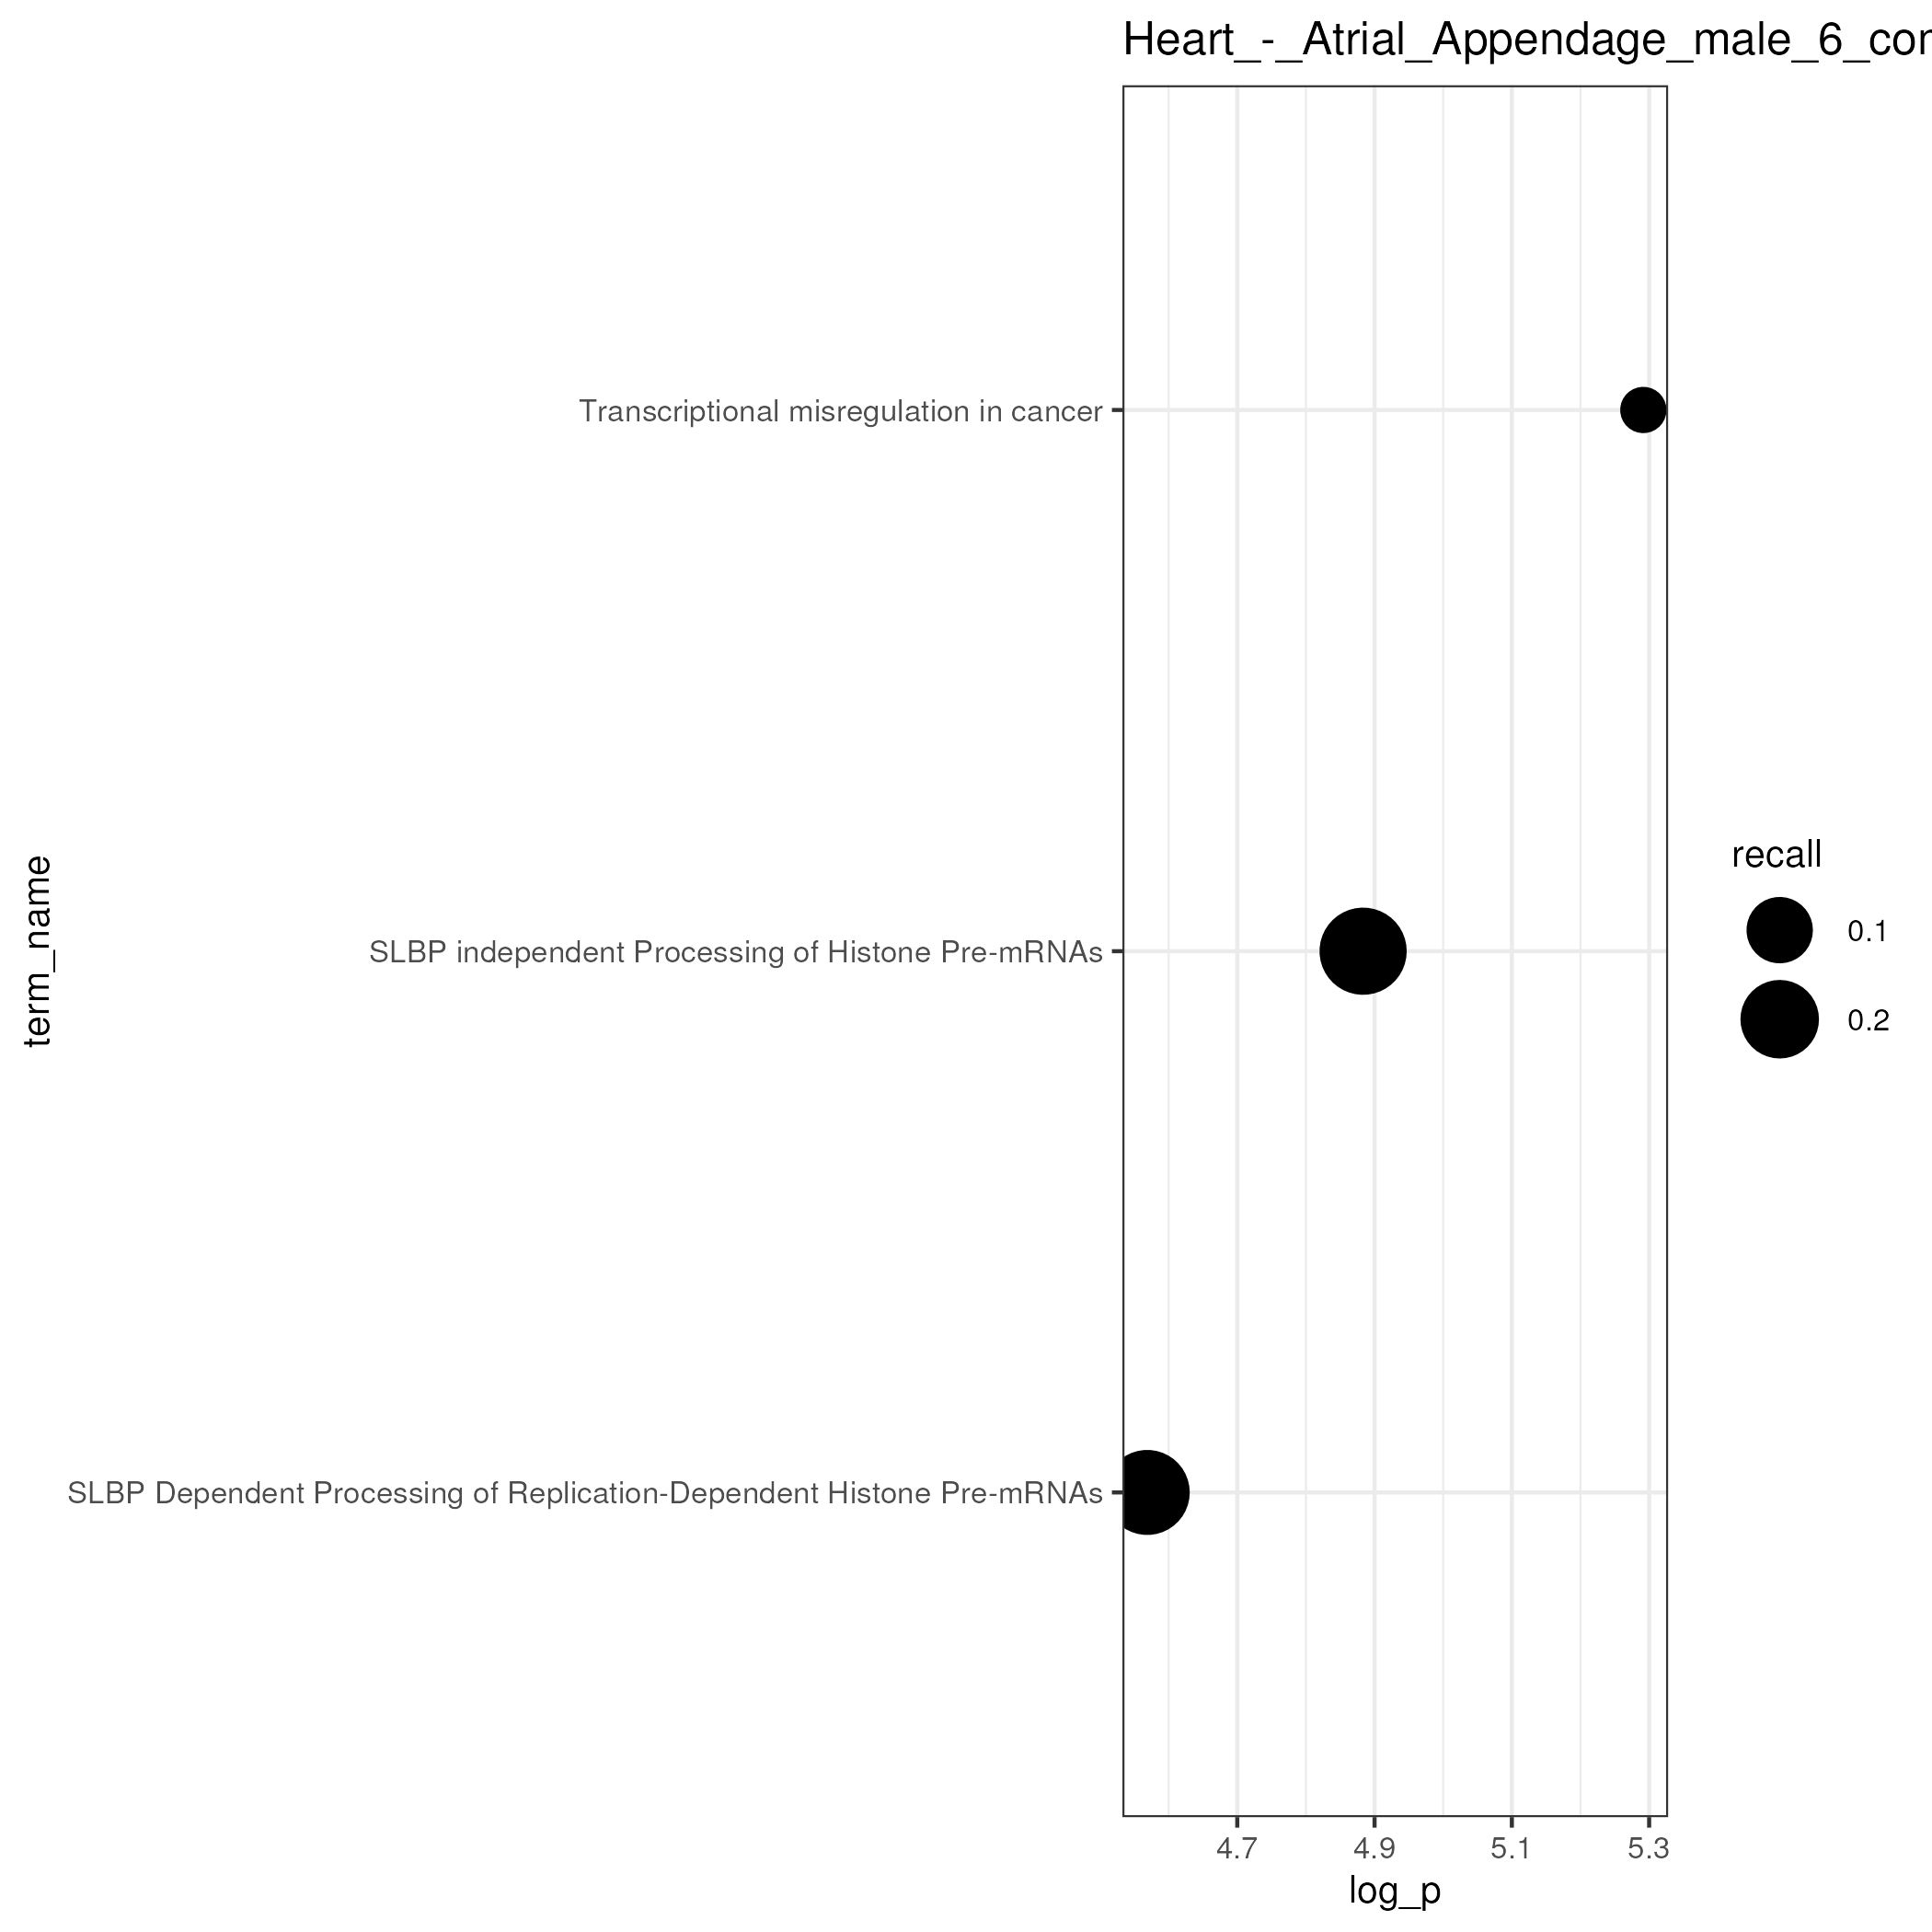 Heart_-_Atrial_Appendage_male_6_cor
Transcriptional misregulation in cancer
SLBP independent Processing of Histone Pre-mRNAs
SLBP Dependent Processing of Replication-Dependent Histone Pre-mRNAs
term_name
4.7 4.9 5.1 5.3
log_p
recall
0.1
0.2